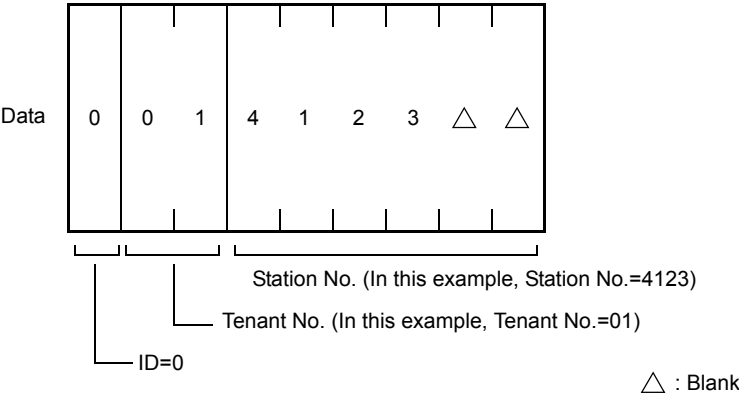 Data 0 0 1 4 1 2 3 △ △
Station No. (In this example, Station No.=4123)
Tenant No. (In this example, Tenant No.=01)
ID=0
△ : Blank